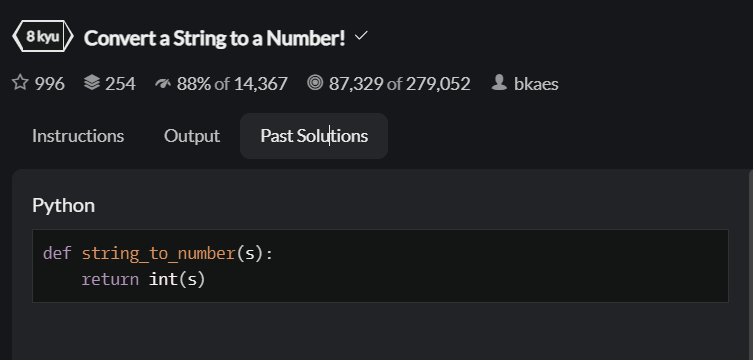 8 kyu Convert a String to a Number!
996 254 88% of 14,367 87,329 of 279,052 bkaes
Instructions Output Past Solutions
Python
def string_to_number(s):
    return int(s)